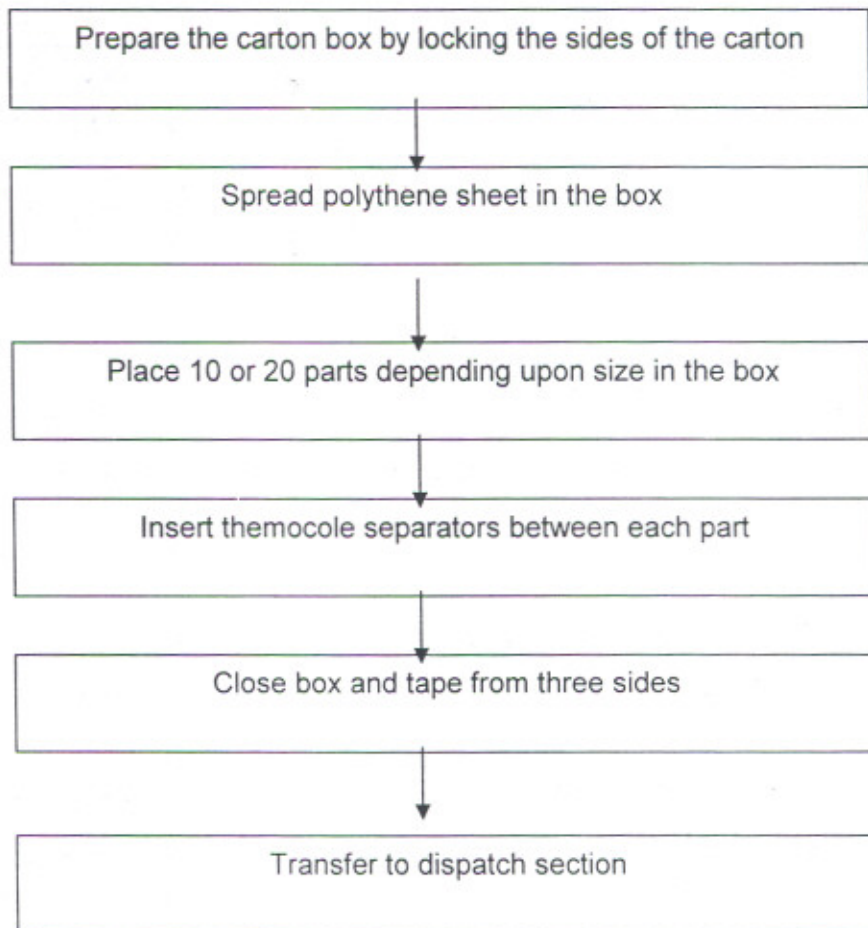 Prepare the carton box by locking the sides of the carton
Spread polythene sheet in the box
Place 10 or 20 parts depending upon size in the box
Insert themocole separators between each part
Close box and tape from three sides
Transfer to dispatch section